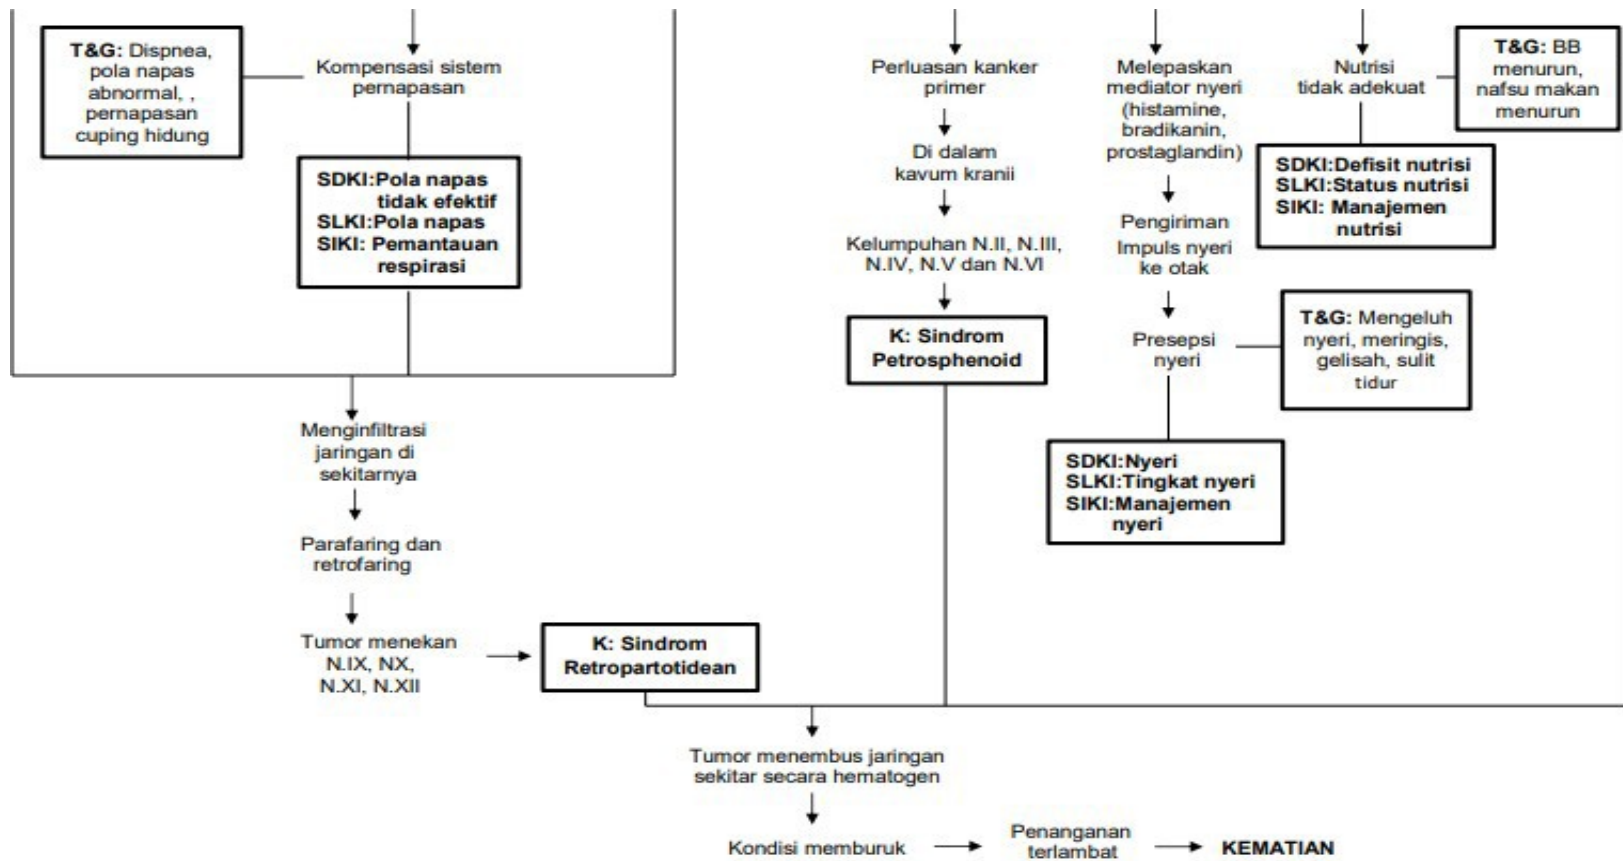 T&G: Dispnea,
pola napas
abnormal, ,
pernapasan
cuping hidung
Kompensasi sistem
pernapasan
SDKI:Pola napas
tidak efektif
SLKI:Pola napas
SIKI: Pemantauan
respirasi
Menginfiltrasi
jaringan di
sekitarnya
Parafaring dan
retrofaring
Tumor menekan
N.IX, NX,
N.XI, N.XII
K: Sindrom
Retropartotidean
Perluasan kanker
primer
Di dalam
kavum kranii
Kelumpuhan N.II, N.III,
N.IV, N.V dan N.VI
K: Sindrom
Petrosphenoid
Melepaskan
mediator nyeri
(histamine,
bradikanin,
prostaglandin)
Pengiriman
Impuls nyeri
ke otak
Presepsi
nyeri
T&G: Mengeluh
nyeri, meringis,
gelisah, sulit
tidur
SDKI:Nyeri
SLKI:Tingkat nyeri
SIKI:Manajemen
nyeri
Nutrisi
tidak adekuat
T&G: BB
menurun,
nafsu makan
menurun
SDKI:Defisit nutrisi
SLKI:Status nutrisi
SIKI: Manajemen
nutrisi
Tumor menembus jaringan
sekitar secara hematogen
Kondisi memburuk
Penanganan
terlambat
KEMATIAN